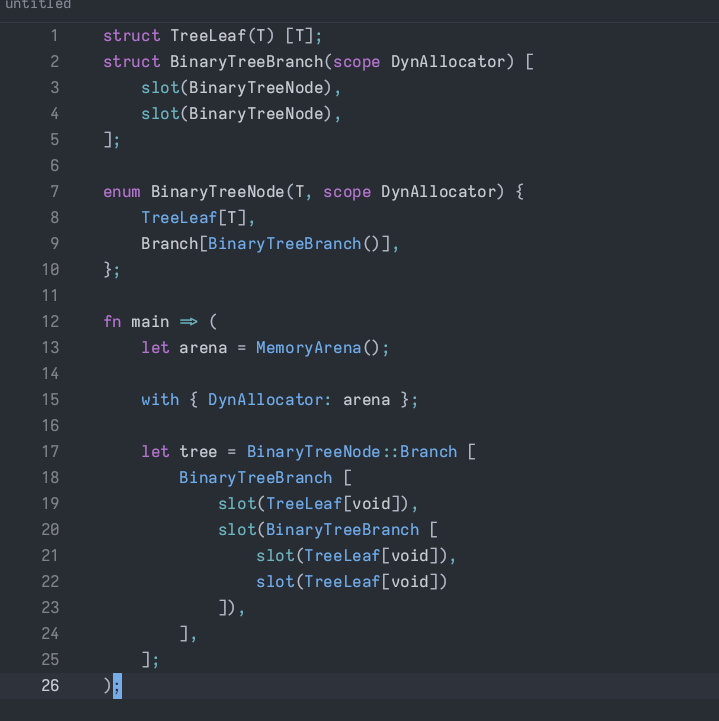 untitled
1 struct TreeLeaf(T) [T];
2 struct BinaryTreeBranch(scope DynAllocator) [
3     slot(BinaryTreeNode),
4     slot(BinaryTreeNode),
5 ];
6
7 enum BinaryTreeNode(T, scope DynAllocator) {
8     TreeLeaf[T],
9     Branch[BinaryTreeBranch()],
10 };
11
12 fn main => (
13     let arena = MemoryArena();
14
15     with { DynAllocator: arena };
16
17     let tree = BinaryTreeNode::Branch [
18         BinaryTreeBranch [
19             slot(TreeLeaf[void]),
20             slot(BinaryTreeBranch [
21                 slot(TreeLeaf[void]),
22                 slot(TreeLeaf[void])
23             ]),
24         ],
25     ];
26 );